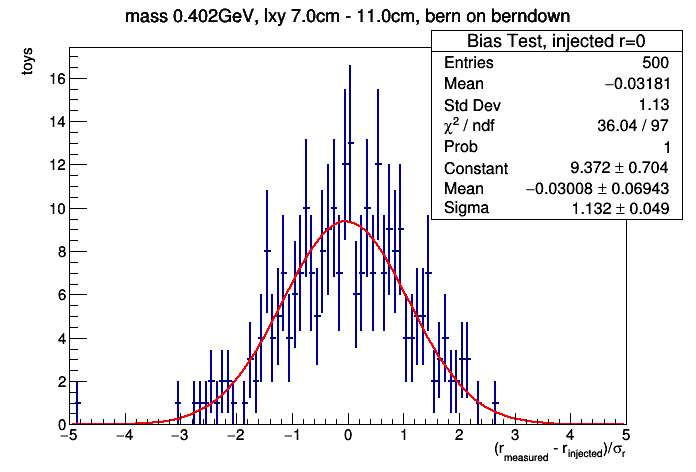 mass 0.402GeV, lxy 7.0cm - 11.0cm, bern on berndown
Bias Test, injected r=0
Entries 500
Mean −0.03181
Std Dev 1.13
χ² / ndf 36.04 / 97
Prob 1
Constant 9.372 ± 0.704
Mean −0.03008 ± 0.06943
Sigma 1.132 ± 0.049
toys
16
14
12
10
8
6
4
2
0
−5 −4 −3 −2 −1 0 1 2 3 4 5
(r_measured - r_injected)/σ_r